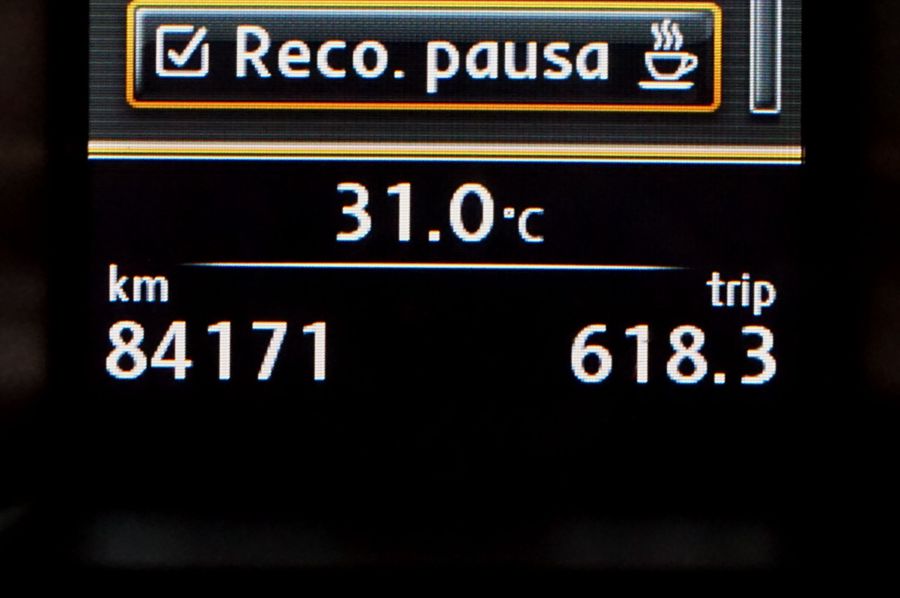 Reco. pausa
31.0°C
km trip
84171 618.3